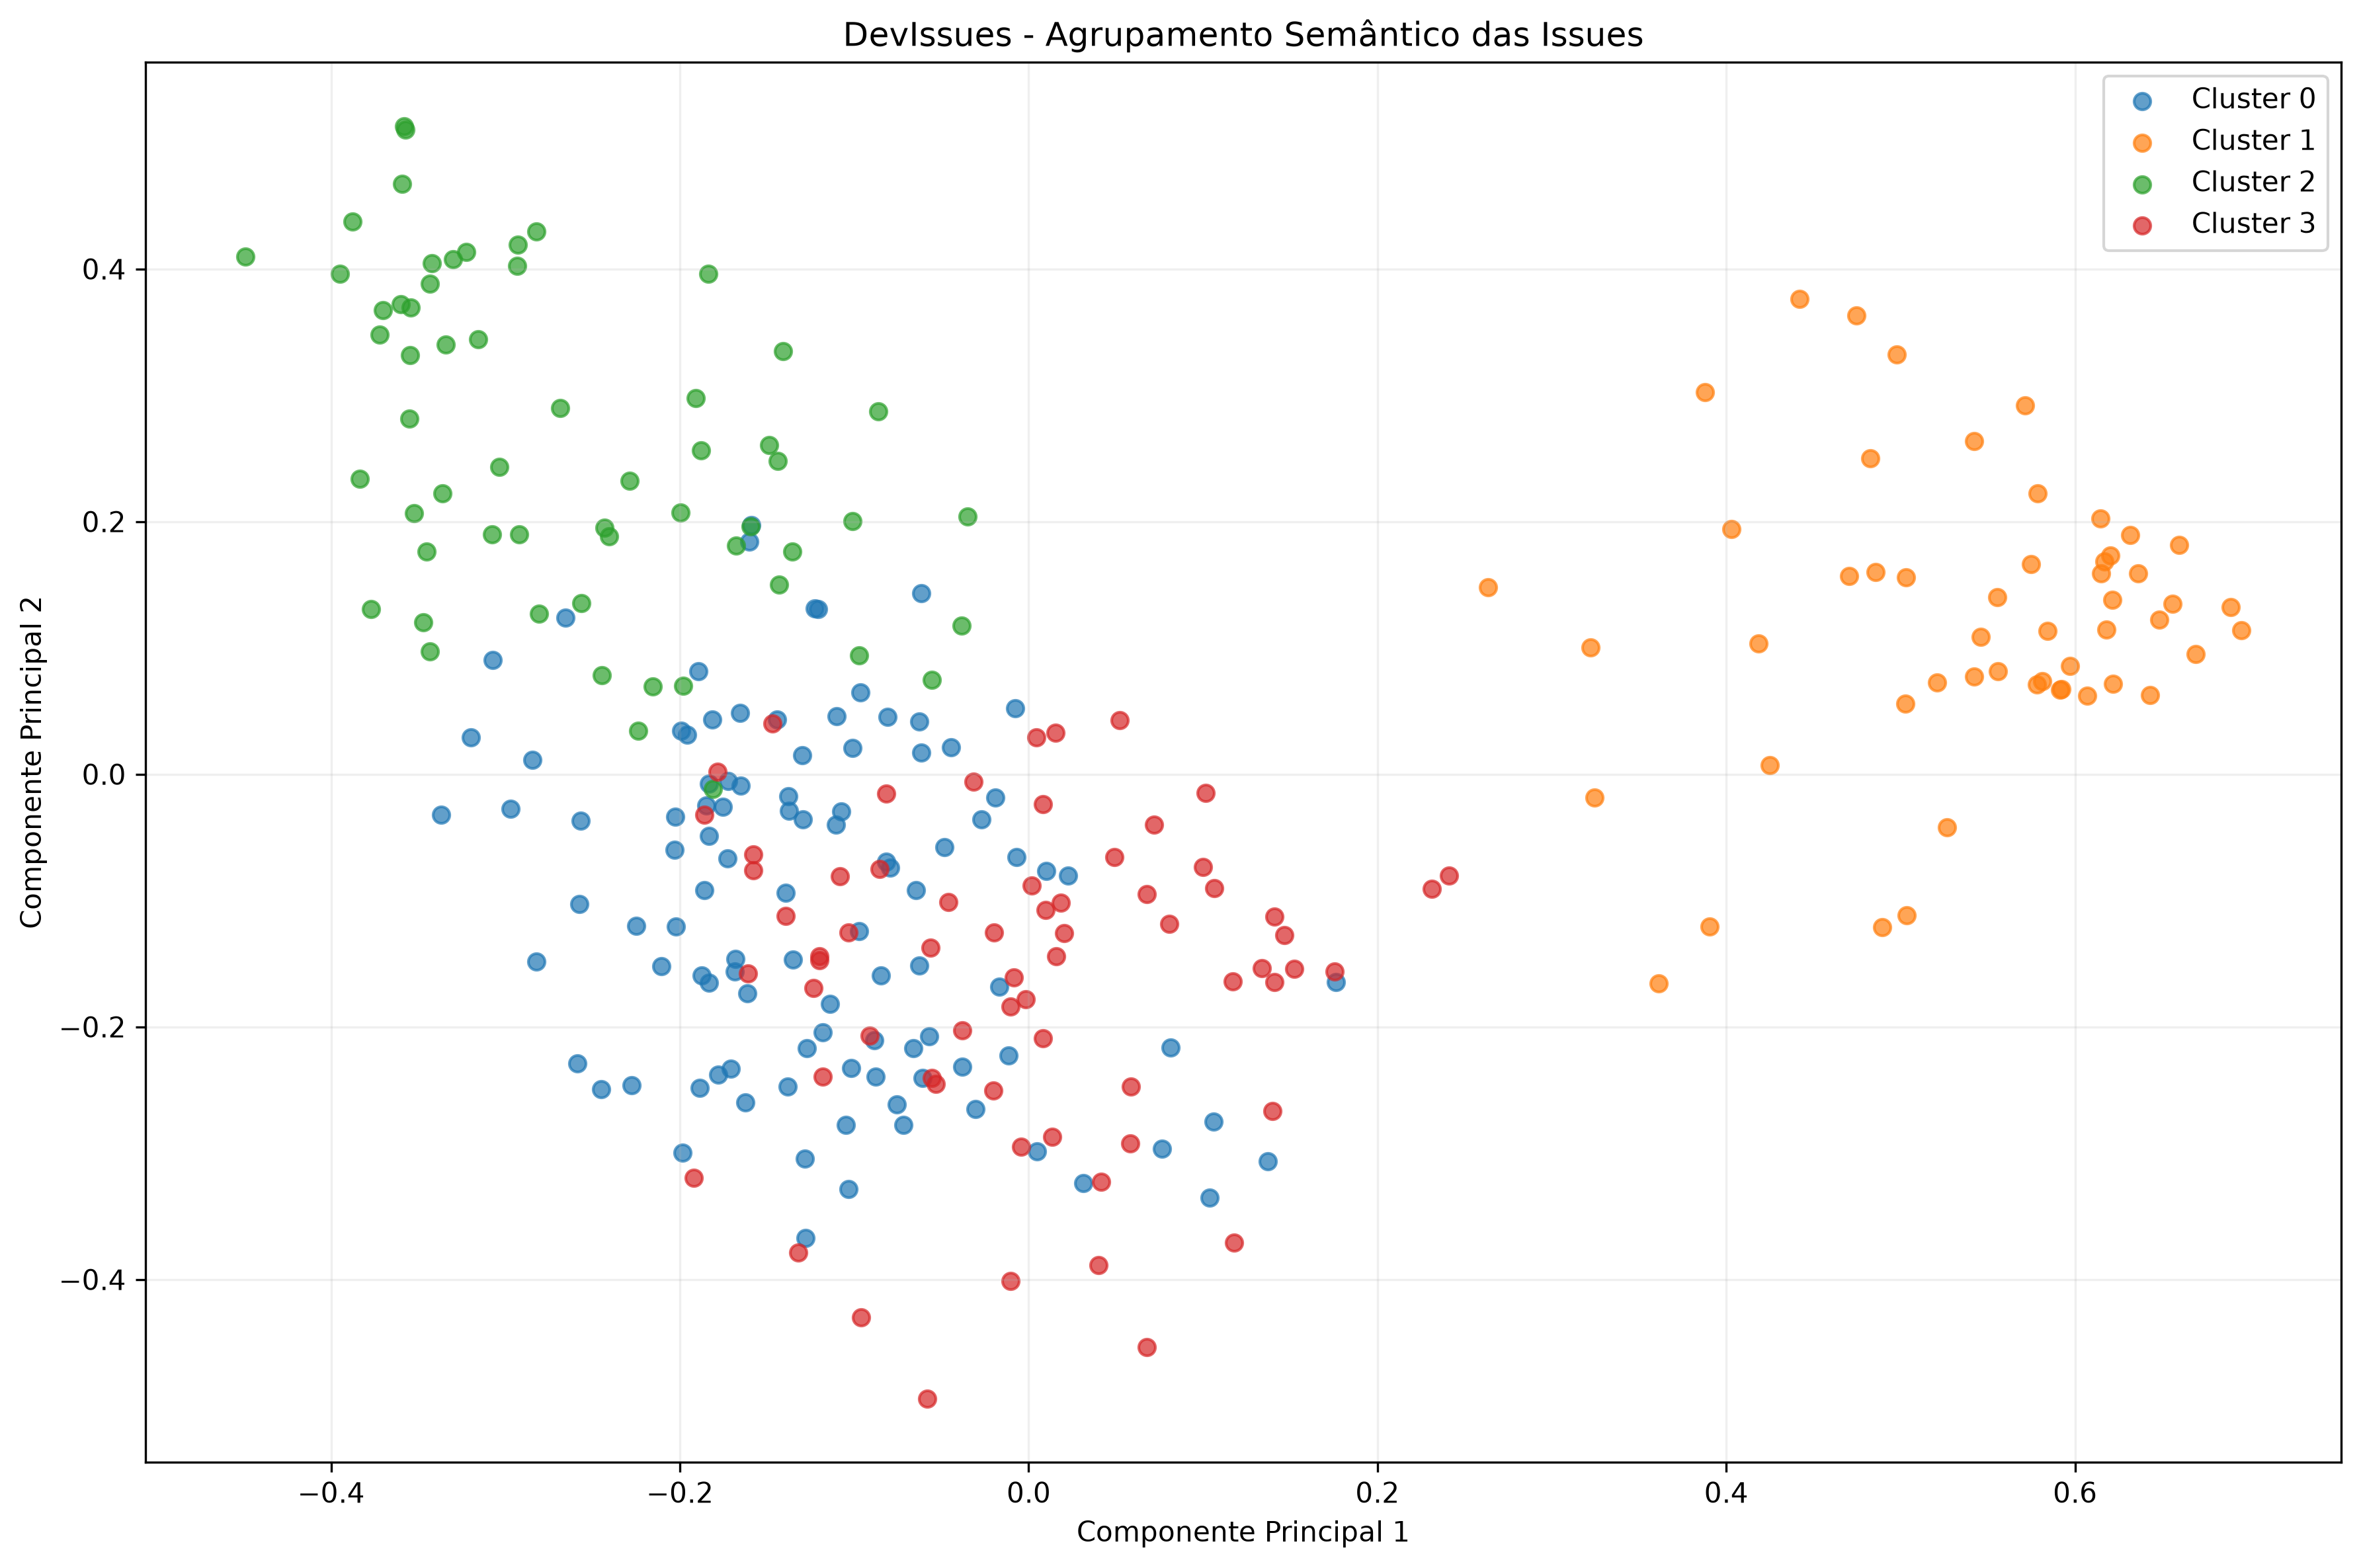 DevIssues - Agrupamento Semântico das Issues
Cluster 0
Cluster 1
Cluster 2
Cluster 3
Componente Principal 2
0.4
0.2
0.0
−0.2
−0.4
−0.4
−0.2
0.0
0.2
0.4
0.6
Componente Principal 1